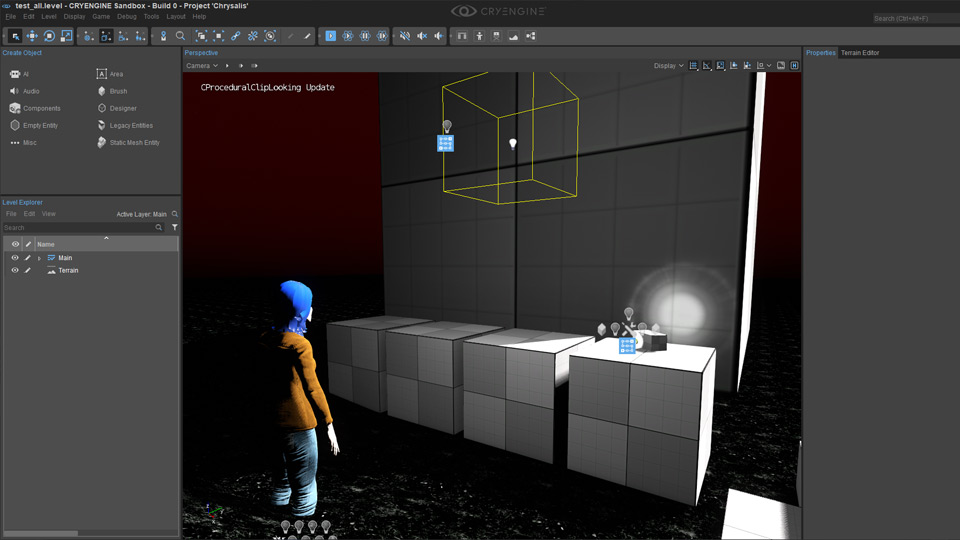 test_all.level - CRYENGINE Sandbox - Build 0 - Project 'Chrysalis'
File Edit Level Display Game Debug Tools Layout Help
CRYENGINE
Search (Ctrl+Alt+F)
Create Object
AI Area
Audio Brush
Components Designer
Empty Entity Legacy Entities
Misc Static Mesh Entity
Level Explorer
File Edit View Active Layer: Main
Search
Name
Main
Terrain
Perspective
Camera Display
CProceduralClipLooking Update
Properties Terrain Editor